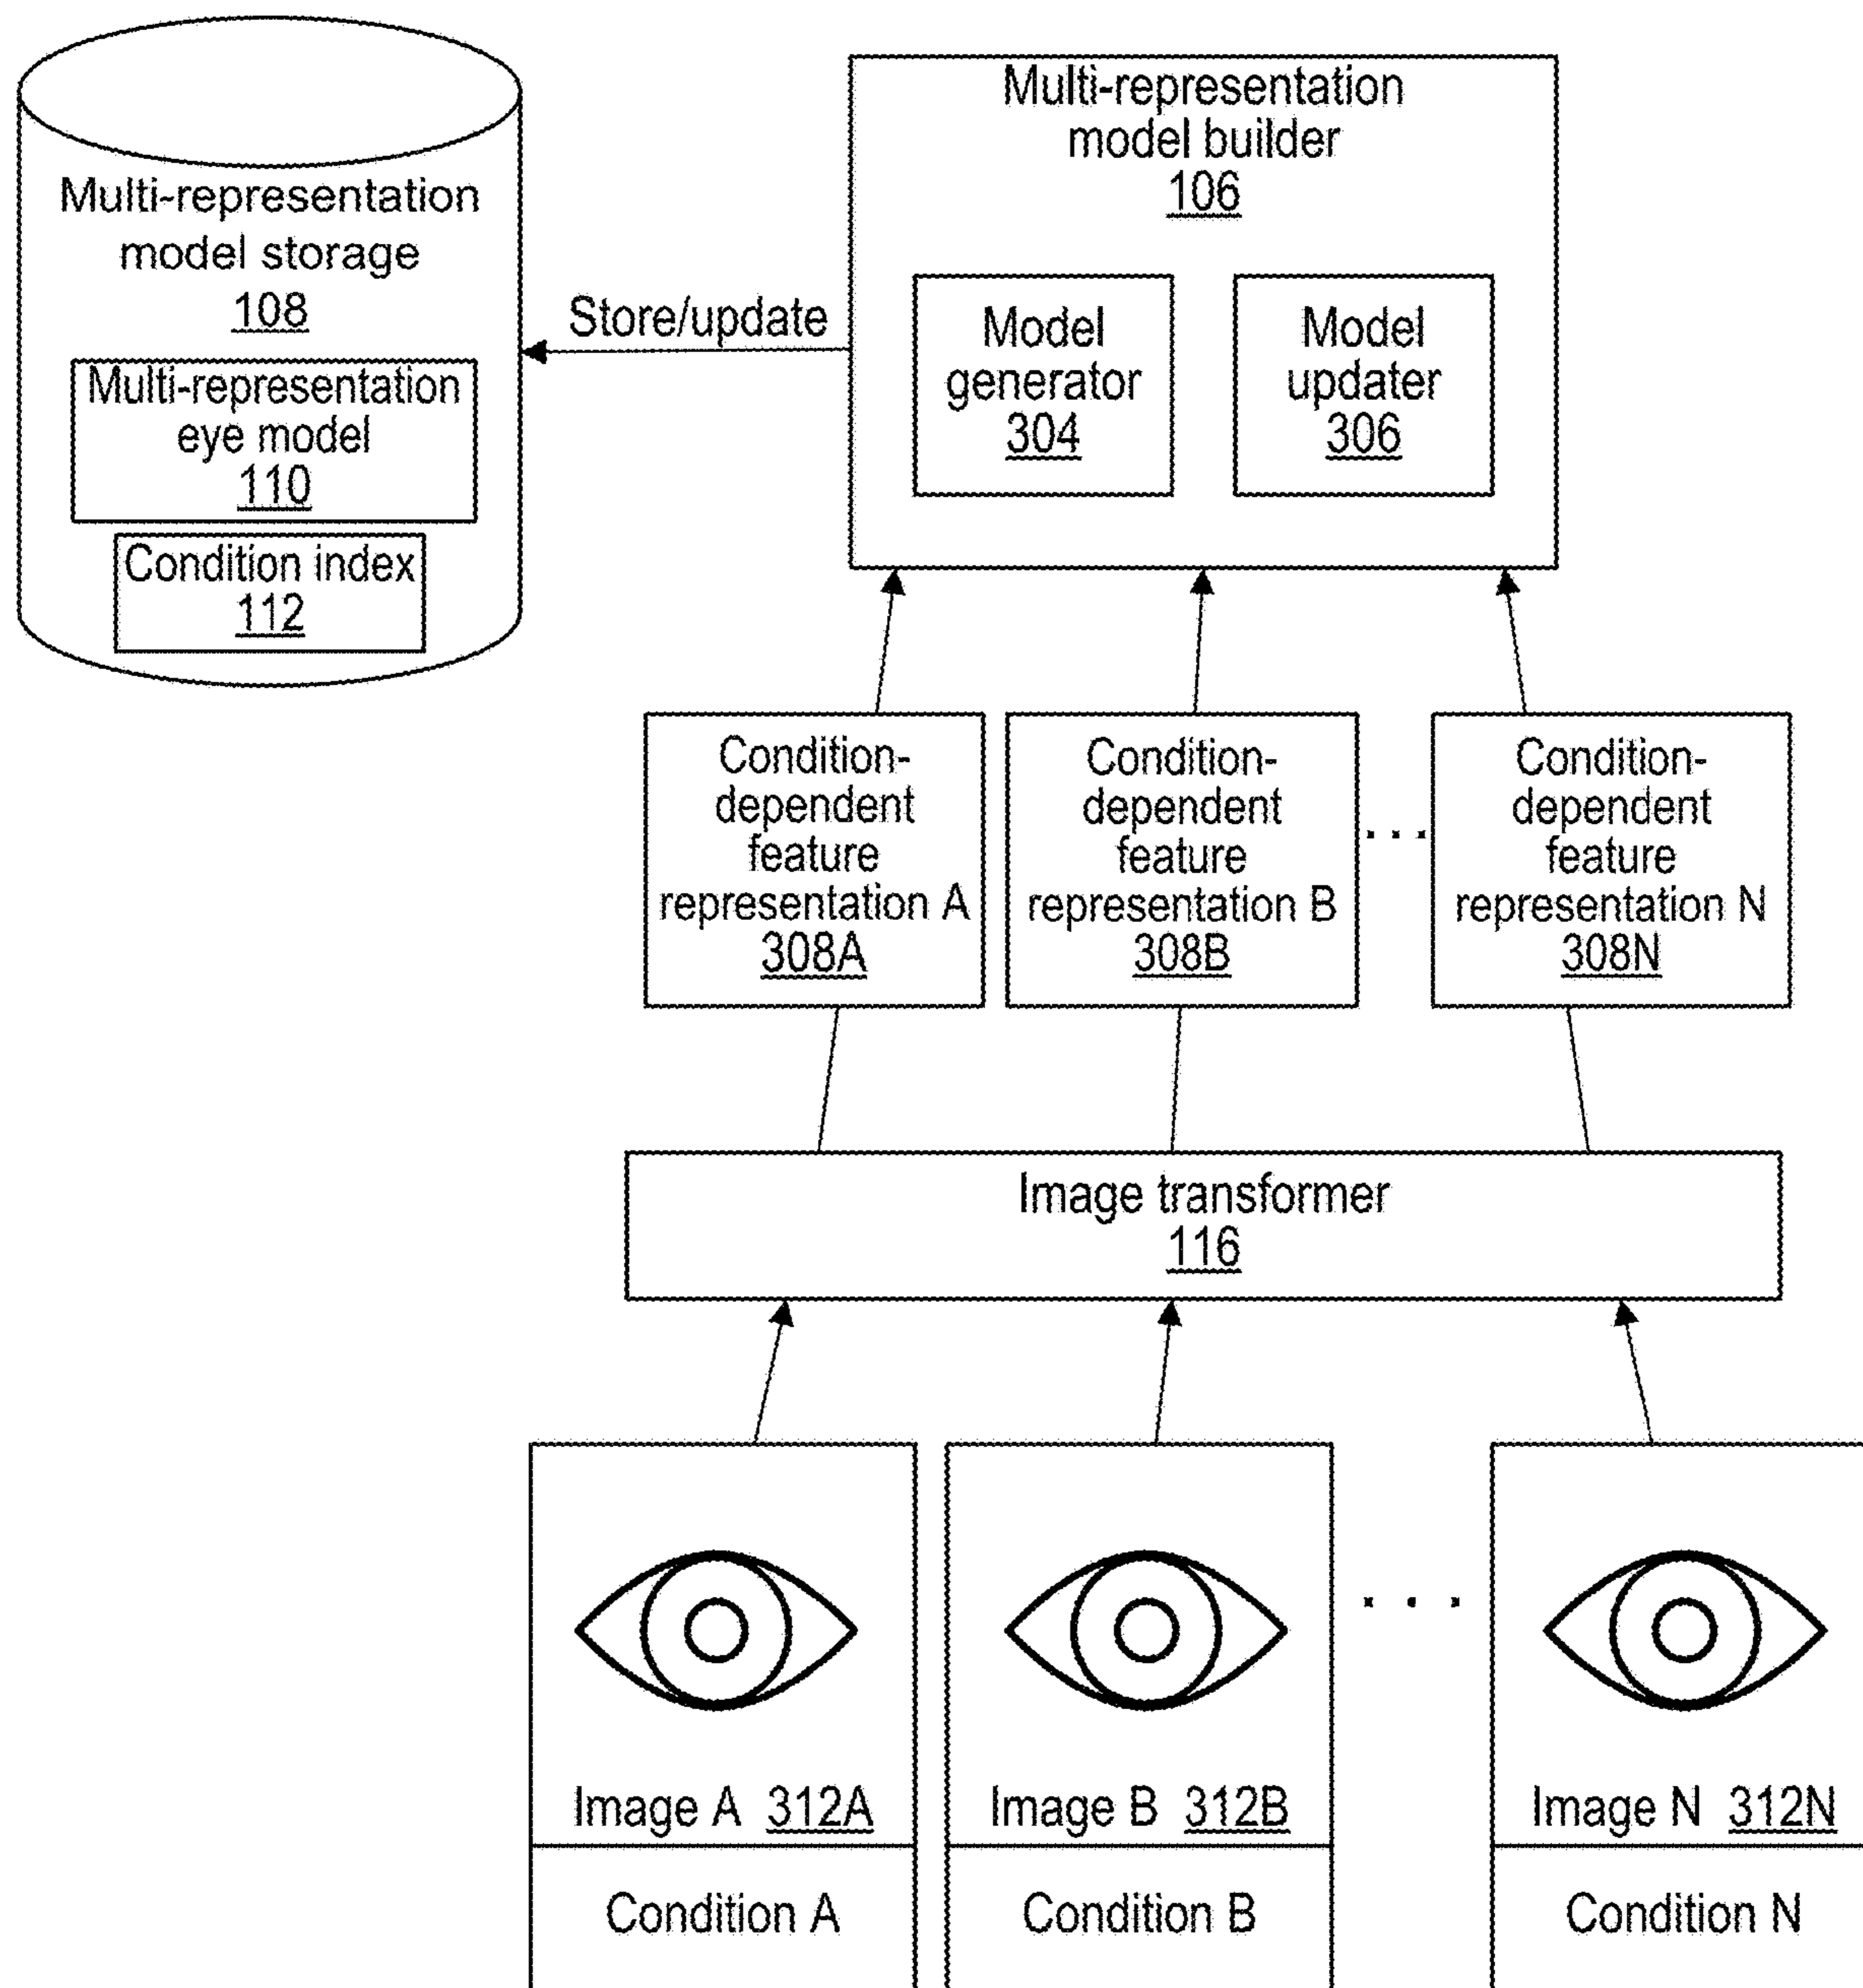 Multi-representation
model storage
108
Multi-representation
eye model
110
Condition index
112
Store/update
Multi-representation
model builder
106
Model
generator
304
Model
updater
306
Condition-
dependent
feature
representation A
308A
Condition-
dependent
feature
representation B
308B
. . .
Condition-
dependent
feature
representation N
308N
Image transformer
116
Image A 312A
Condition A
Image B 312B
Condition B
. . .
Image N 312N
Condition N